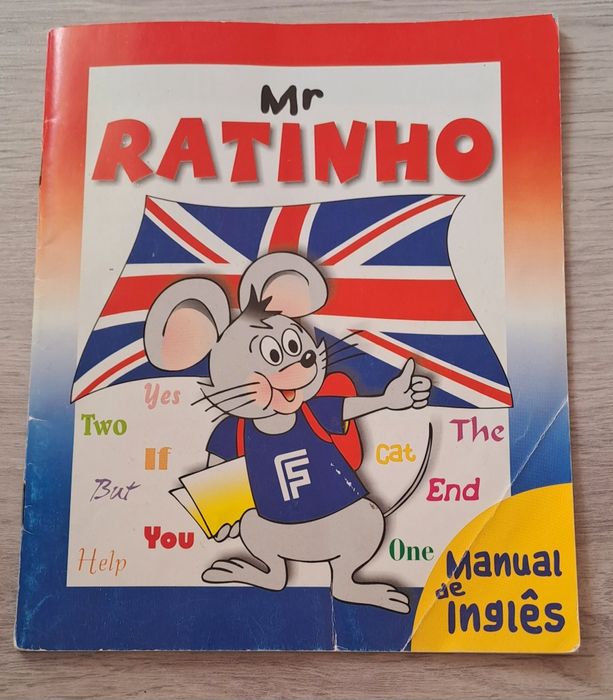 Mr
RATINHO
Yes
Two
The
If
Cat
But
End
You
One
Help
Manual
de
Inglês